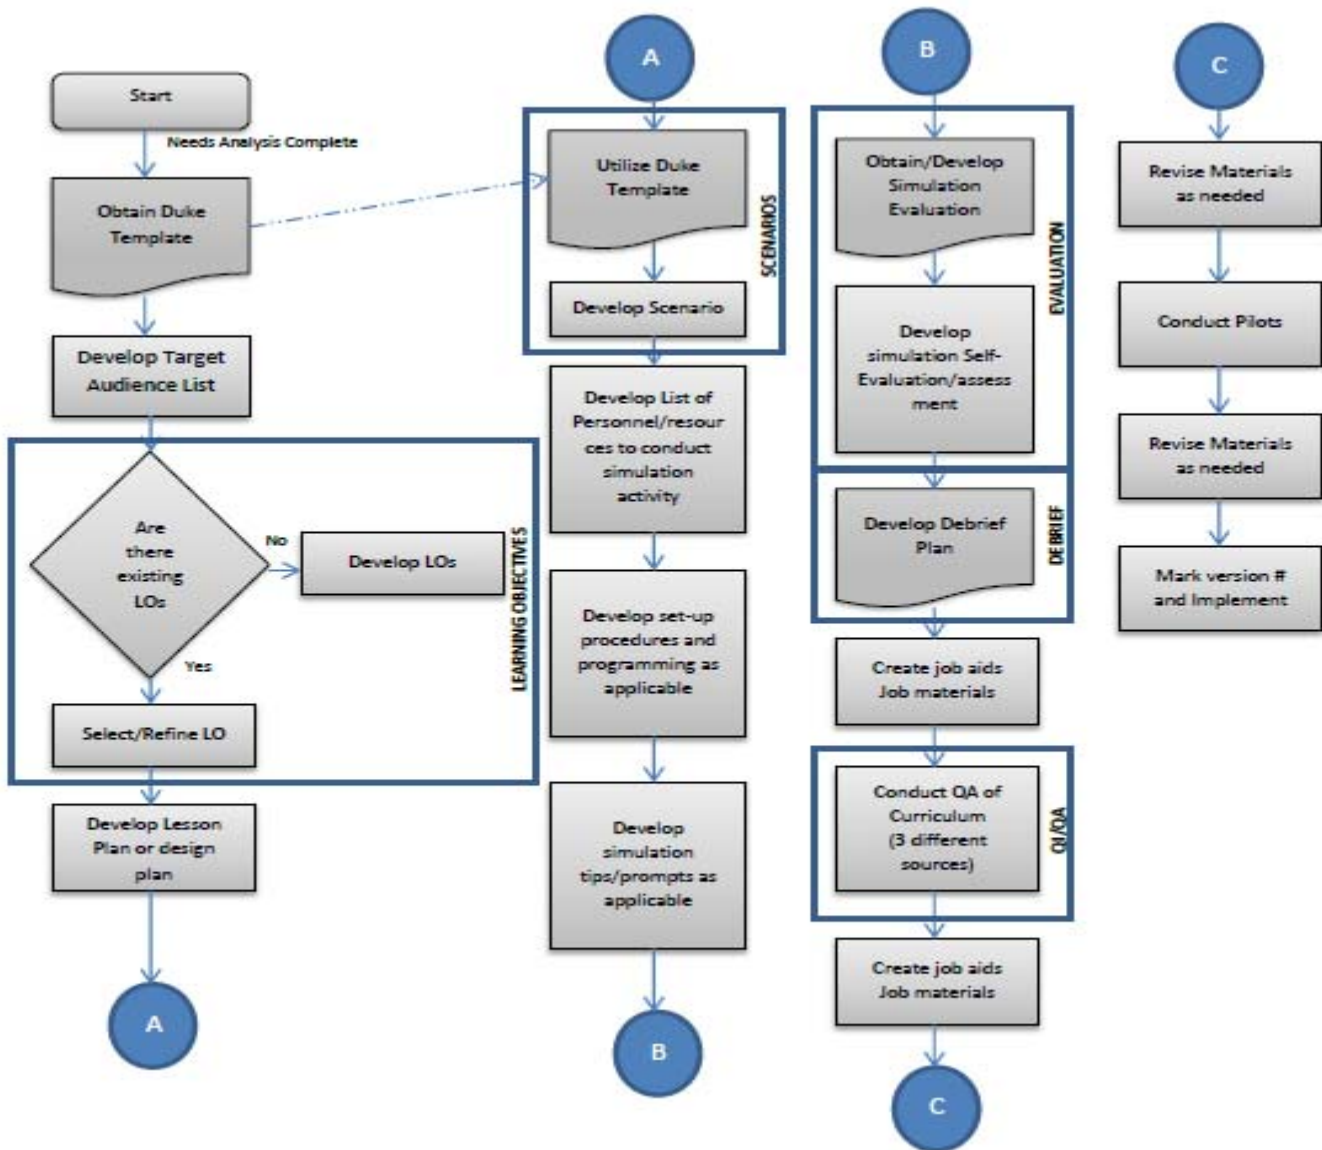 Start
Needs Analysis Complete
Obtain Duke
Template
Develop Target
Audience List
Are
there
existing
LOs
No
Develop LOs
Yes
Select/Refine LO
LEARNING OBJECTIVES
Develop Lesson
Plan or design
plan
A
A
Utilize Duke
Template
Develop Scenario
SCENARIOS
Develop List of
Personnel/resour
ces to conduct
simulation
activity
Develop set-up
procedures and
programming as
applicable
Develop
simulation
tips/prompts as
applicable
B
B
Obtain/Develop
Simulation
Evaluation
Develop
simulation Self-
Evaluation/assess
ment
EVALUATION
Develop Debrief
Plan
DEBRIEF
Create job aids
Job materials
Conduct QA of
Curriculum
(3 different
sources)
QI/QA
Create job aids
Job materials
C
C
Revise Materials
as needed
Conduct Pilots
Revise Materials
as needed
Mark version #
and Implement